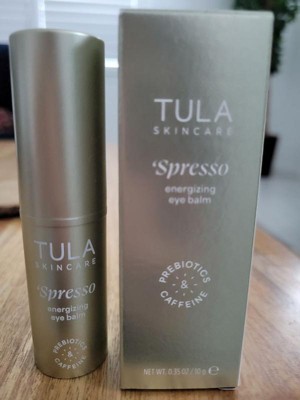 TULA
SKINCARE
'Spresso
energizing
eye balm
PREBIOTICS
&
CAFFEINE
TULA
SKINCARE
'Spresso
energizing
eye balm
PREBIOTICS
&
CAFFEINE
NET WT. 0.35 OZ / 10 g ℮